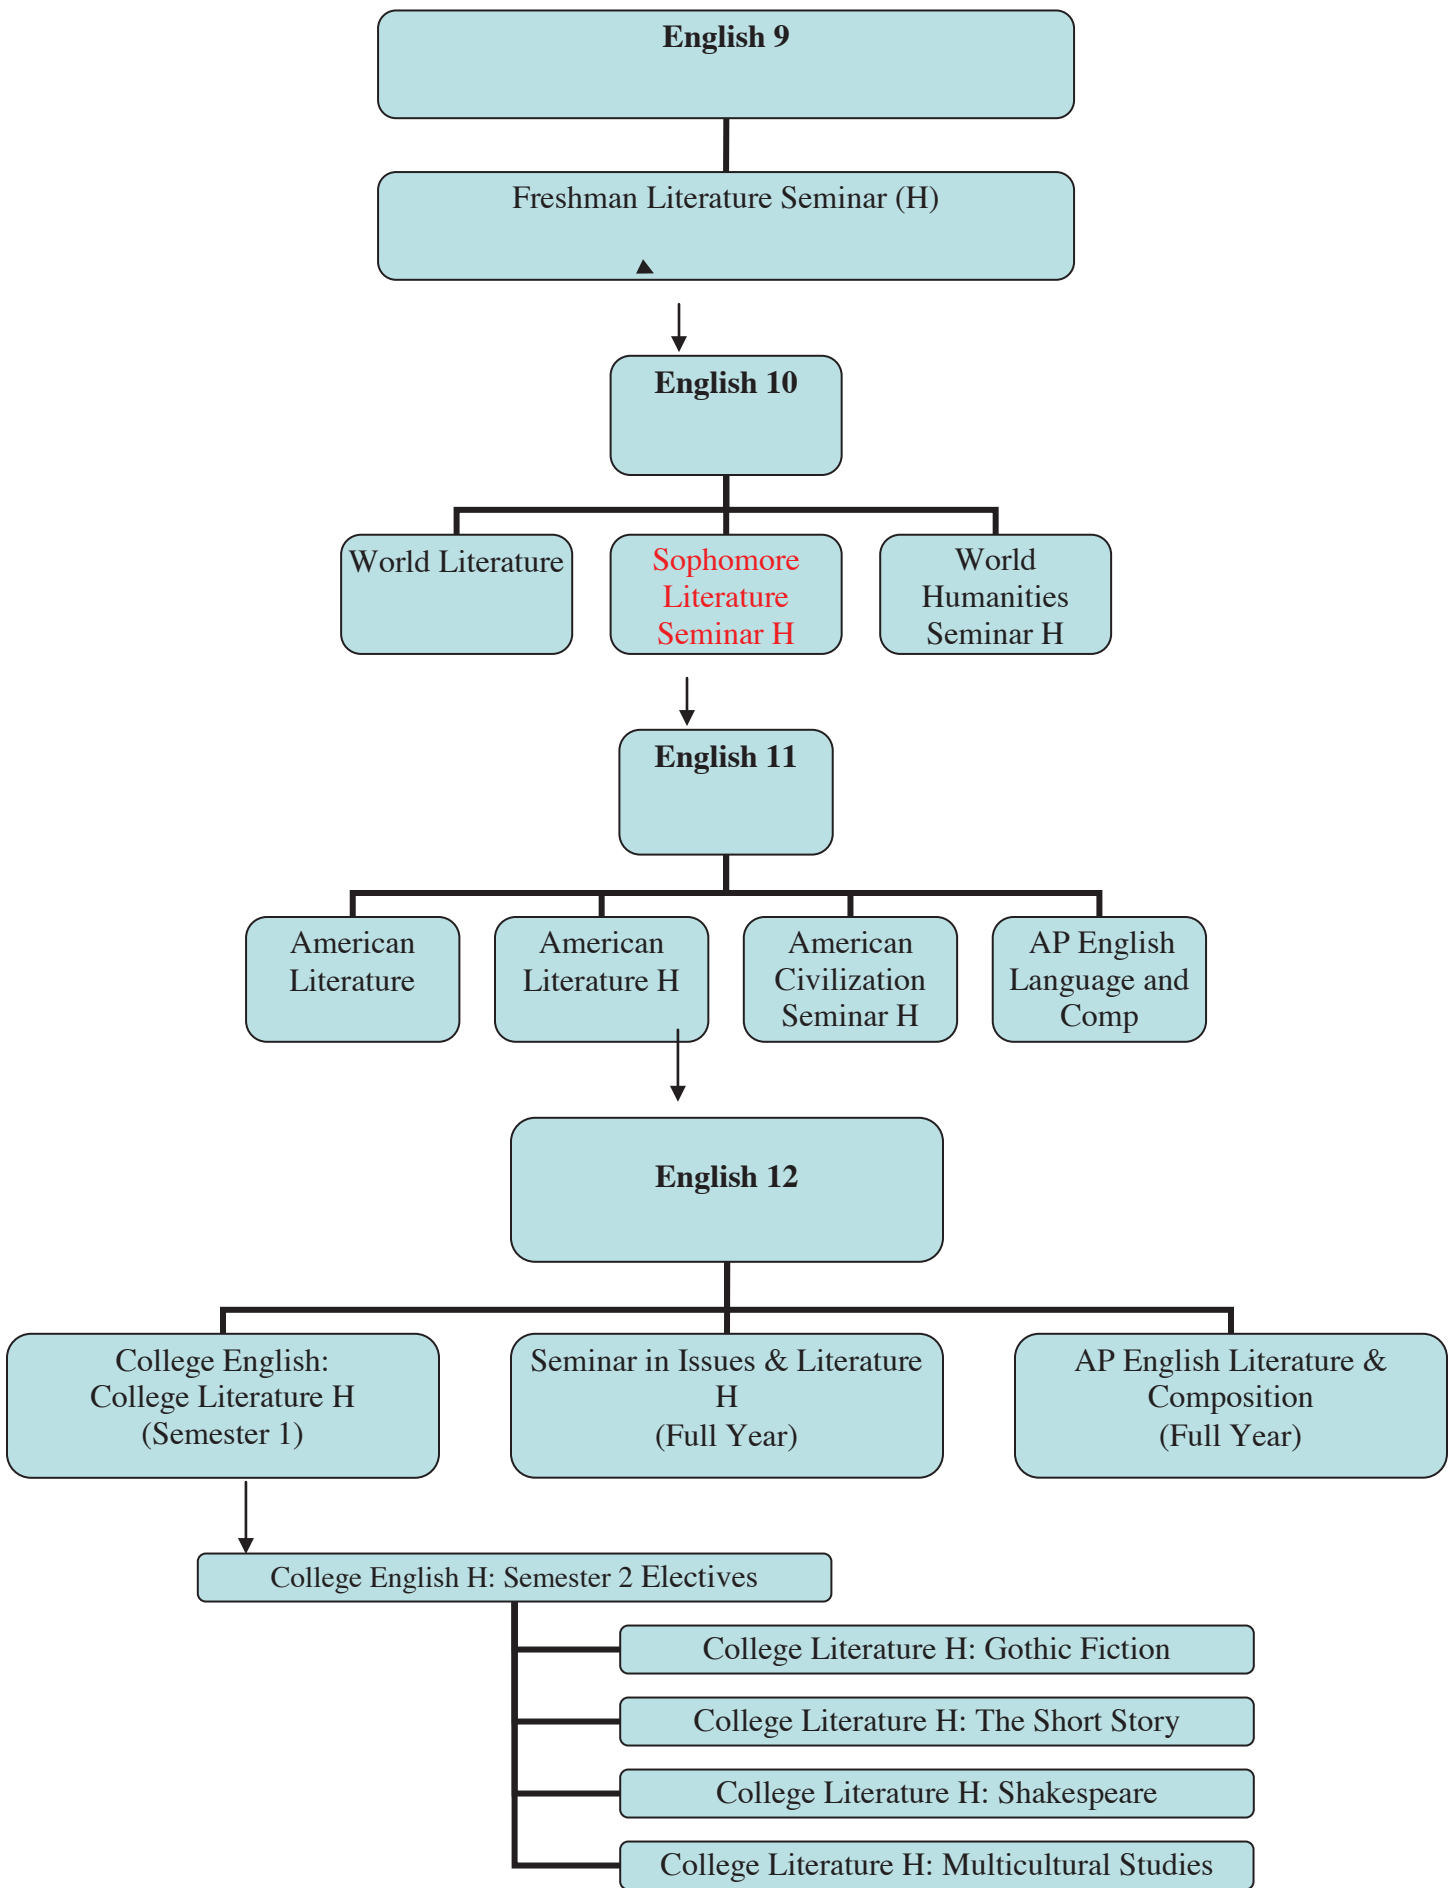 English 9
Freshman Literature Seminar (H)
English 10
World Literature
Sophomore
Literature
Seminar H
World
Humanities
Seminar H
English 11
American
Literature
American
Literature H
American
Civilization
Seminar H
AP English
Language and
Comp
English 12
College English:
College Literature H
(Semester 1)
Seminar in Issues & Literature
H
(Full Year)
AP English Literature &
Composition
(Full Year)
College English H: Semester 2 Electives
College Literature H: Gothic Fiction
College Literature H: The Short Story
College Literature H: Shakespeare
College Literature H: Multicultural Studies